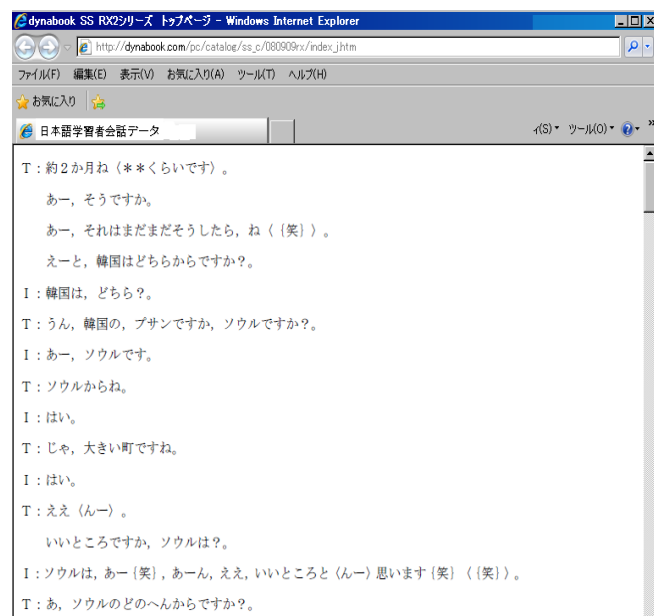 dynabook SS RX2シリーズ トップページ - Windows Internet Explorer
http://dynabook.com/pc/catalog/ss_c/080909rx/index_j.htm
ファイル(F) 編集(E) 表示(V) お気に入り(A) ツール(T) ヘルプ(H)
お気に入り
日本語学習者会話データ
ｲ(S) ツール(O) »
T：約２か月ね〈＊＊くらいです〉。
あー，そうですか。
あー，それはまだまだそうしたら，ね〈｛笑｝〉。
えーと，韓国はどちらからですか？。
I：韓国は，どちら？。
T：うん，韓国の，プサンですか，ソウルですか？。
I：あー，ソウルです。
T：ソウルからね。
I：はい。
T：じゃ，大きい町ですね。
I：はい。
T：ええ〈んー〉。
いいところですか，ソウルは？。
I：ソウルは，あー｛笑｝，あーん，ええ，いいところと〈んー〉思います｛笑｝〈｛笑｝〉。
T：あ，ソウルのどのへんからですか？。